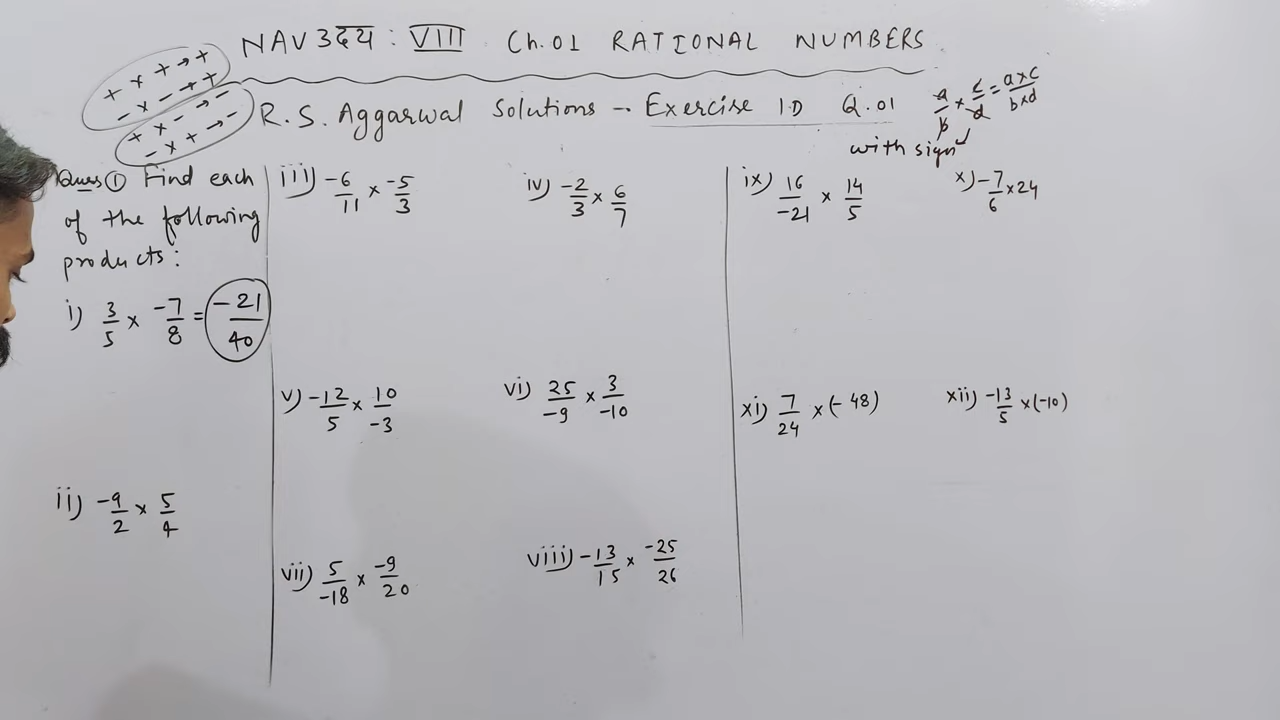 NAVउदय : VIII Ch.01 RATIONAL NUMBERS
+ x + → +
- x - → +
+ x - → -
- x + → -
R.S. Aggarwal Solutions -- Exercise 1D Q.01
a/b x c/d = a x c/b x d
with sign
Ques ① Find each
of the following
products:
i) 3/5 x -7/8 = -21/40
ii) -9/2 x 5/4
iii) -6/11 x -5/3
iv) -2/3 x 6/7
v) -12/5 x 10/-3
vi) 25/-9 x 3/-10
vii) 5/-18 x -9/20
viii) -13/15 x -25/26
ix) 16/-21 x 14/5
x) -7/6 x 24
xi) 7/24 x (-48)
xii) -13/5 x (-10)